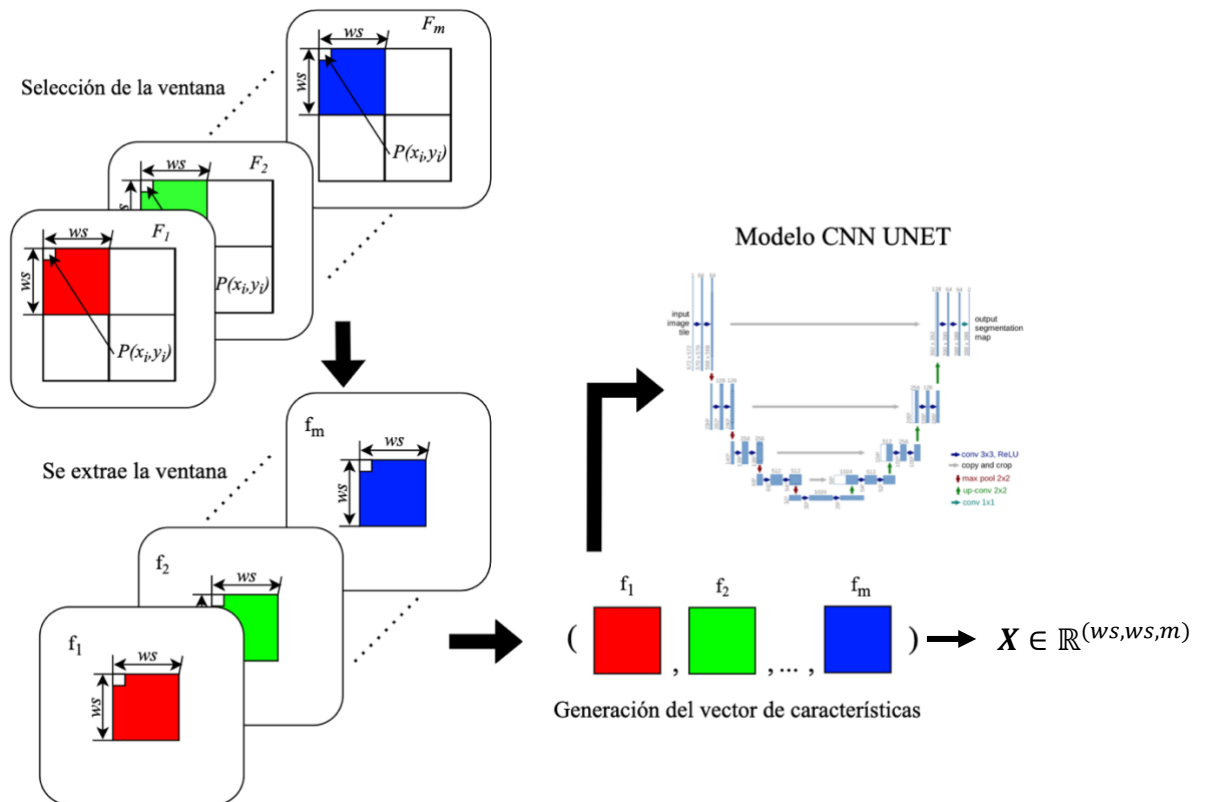 Selección de la ventana
F_m
ws
ws
P(x_i,y_i)
F_2
ws
P(x_i,y_i)
F_1
ws
ws
P(x_i,y_i)
Se extrae la ventana
f_m
ws
ws
f_2
ws
f_1
ws
ws
Modelo CNN UNET
input
image
tile
output
segmentation
map
conv 3x3, ReLU
copy and crop
max pool 2x2
up-conv 2x2
conv 1x1
f_1 f_2 f_m
( , , ..., ) X ∈ ℝ^(ws,ws,m)
Generación del vector de características